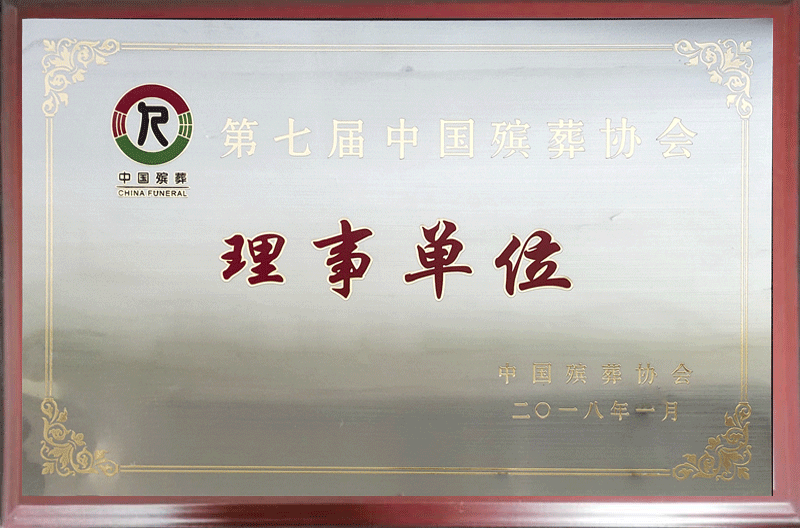 中国殡葬
CHINA FUNERAL
第七届中国殡葬协会
理事单位
中国殡葬协会
二〇一八年一月